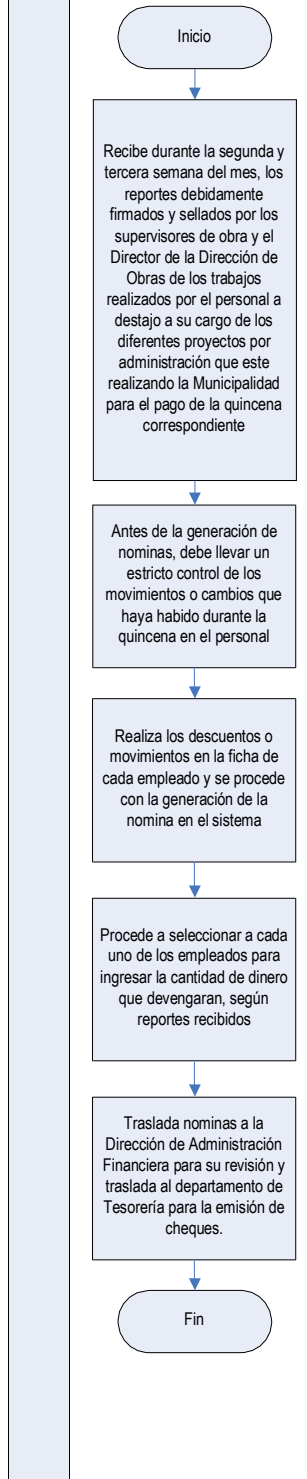 Inicio
Recibe durante la segunda y
tercera semana del mes, los
reportes debidamente
firmados y sellados por los
supervisores de obra y el
Director de la Dirección de
Obras de los trabajos
realizados por el personal a
destajo a su cargo de los
diferentes proyectos por
administración que este
realizando la Municipalidad
para el pago de la quincena
correspondiente
Antes de la generación de
nominas, debe llevar un
estricto control de los
movimientos o cambios que
haya habido durante la
quincena en el personal
Realiza los descuentos o
movimientos en la ficha de
cada empleado y se procede
con la generación de la
nomina en el sistema
Procede a seleccionar a cada
uno de los empleados para
ingresar la cantidad de dinero
que devengaran, según
reportes recibidos
Traslada nominas a la
Dirección de Administración
Financiera para su revisión y
traslada al departamento de
Tesorería para la emisión de
cheques.
Fin